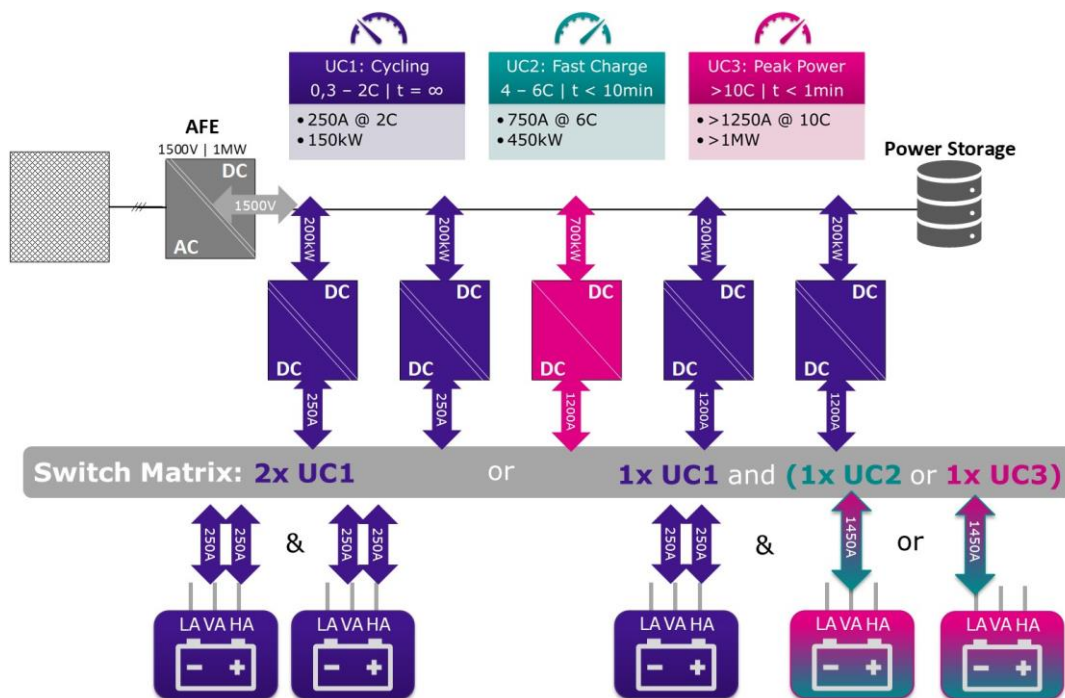 UC1: Cycling
0,3 – 2C | t = ∞
• 250A @ 2C
• 150kW
UC2: Fast Charge
4 – 6C | t < 10min
• 750A @ 6C
• 450kW
UC3: Peak Power
>10C | t < 1min
• >1250A @ 10C
• >1MW
AFE
1500V | 1MW
DC
AC
1500V
Power Storage
200kW
200kW
700kW
200kW
200kW
DC
DC
DC
DC
DC
DC
DC
DC
DC
DC
250A
250A
1200A
1200A
1200A
Switch Matrix: 2x UC1 or 1x UC1 and (1x UC2 or 1x UC3)
250A
250A
&
250A
250A
250A
250A
&
1450A
or
1450A
LA VA HA
LA VA HA
LA VA HA
LA VA HA
LA VA HA